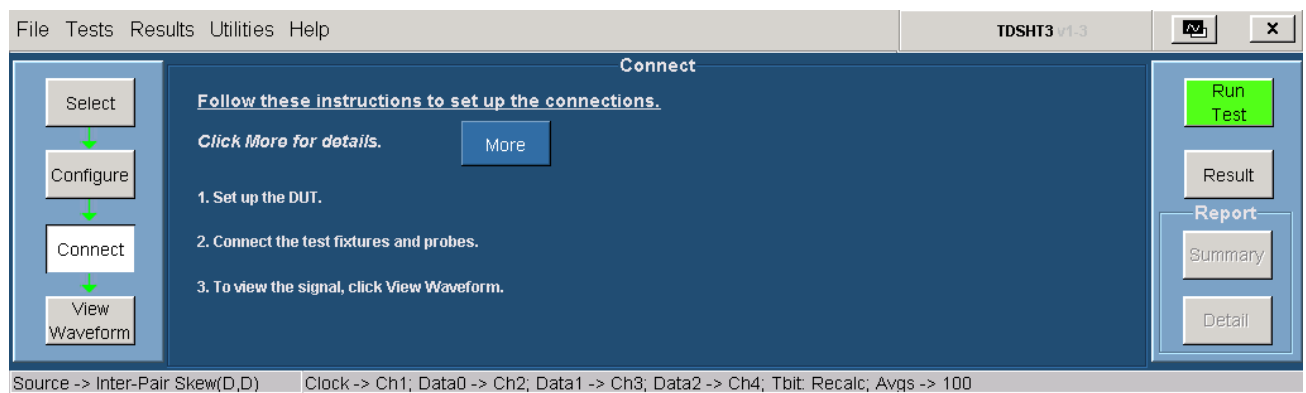 File Tests Results Utilities Help
TDSHT3 v1-3
x
Connect
Select
Configure
Connect
View
Waveform
Follow these instructions to set up the connections.
Click More for details.
More
1. Set up the DUT.
2. Connect the test fixtures and probes.
3. To view the signal, click View Waveform.
Run
Test
Result
Report
Summary
Detail
Source -> Inter-Pair Skew(D,D) Clock -> Ch1; Data0 -> Ch2; Data1 -> Ch3; Data2 -> Ch4; Tbit: Recalc; Avgs -> 100